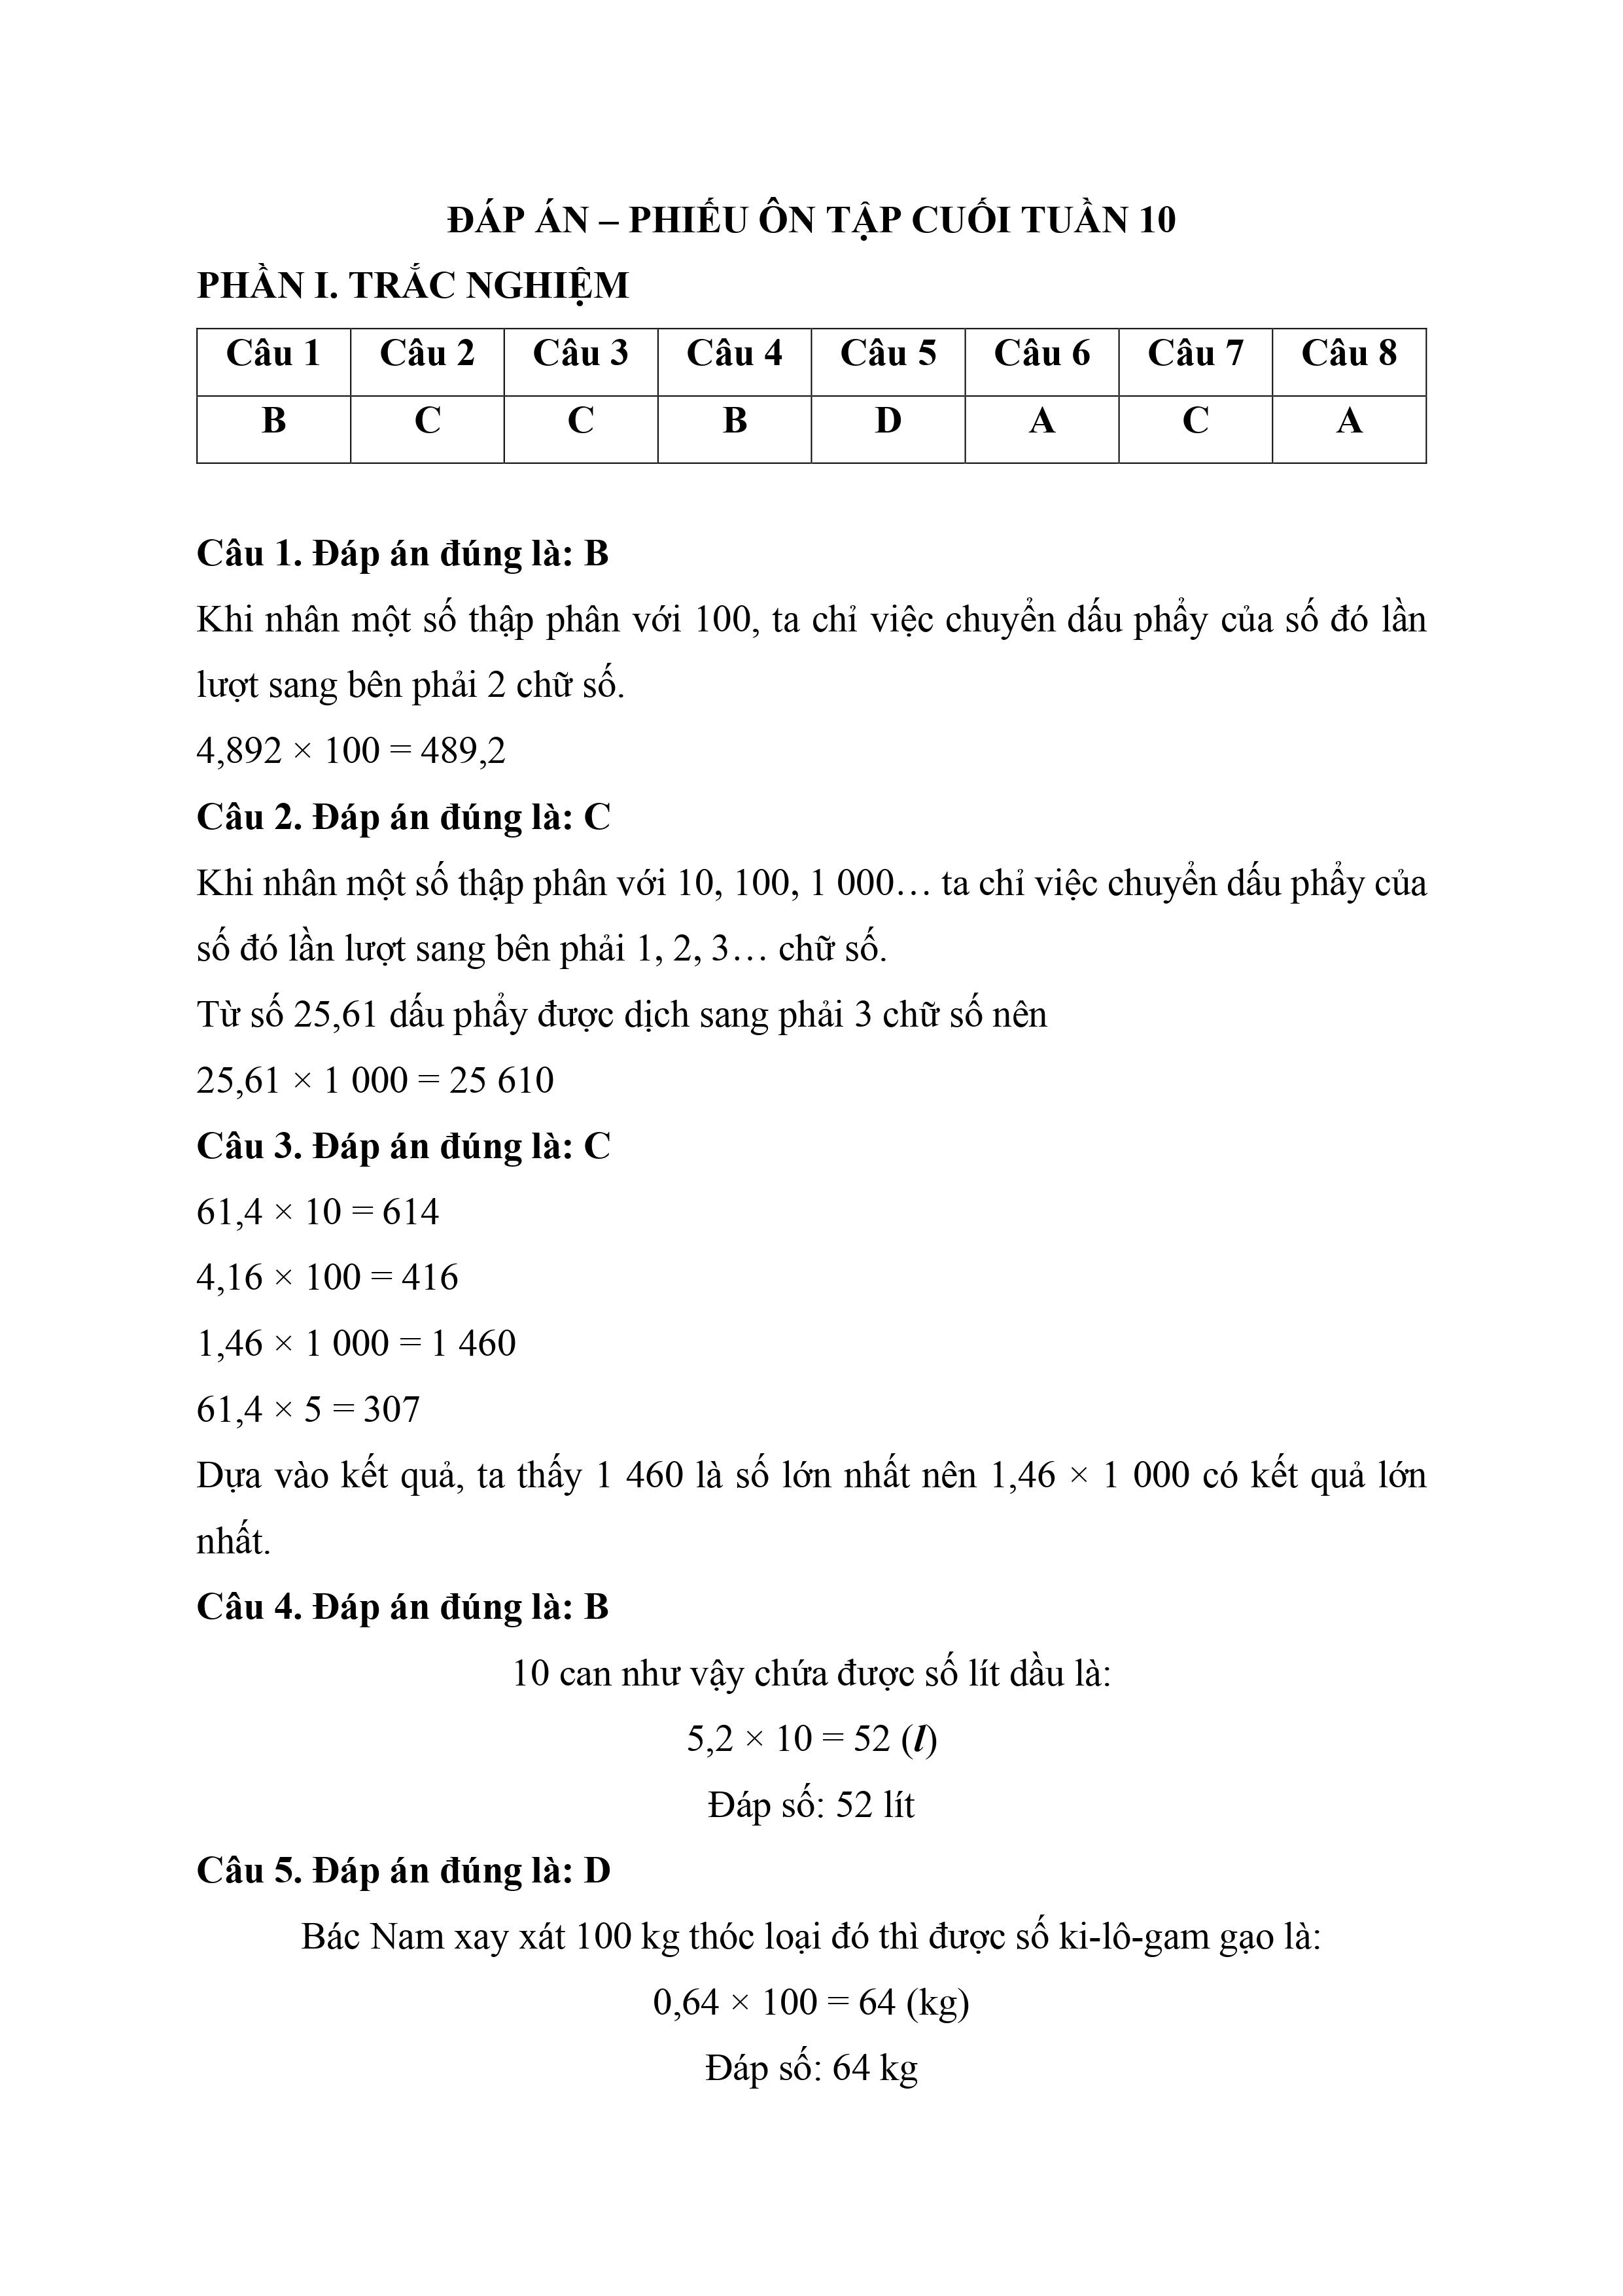 ĐÁP ÁN – PHIẾU ÔN TẬP CUỐI TUẦN 10
PHẦN I. TRẮC NGHIỆM
Câu 1 Câu 2 Câu 3 Câu 4 Câu 5 Câu 6 Câu 7 Câu 8
B C C B D A C A
Câu 1. Đáp án đúng là: B
Khi nhân một số thập phân với 100, ta chỉ việc chuyển dấu phẩy của số đó lần
lượt sang bên phải 2 chữ số.
4,892 × 100 = 489,2
Câu 2. Đáp án đúng là: C
Khi nhân một số thập phân với 10, 100, 1 000… ta chỉ việc chuyển dấu phẩy của
số đó lần lượt sang bên phải 1, 2, 3… chữ số.
Từ số 25,61 dấu phẩy được dịch sang phải 3 chữ số nên
25,61 × 1 000 = 25 610
Câu 3. Đáp án đúng là: C
61,4 × 10 = 614
4,16 × 100 = 416
1,46 × 1 000 = 1 460
61,4 × 5 = 307
Dựa vào kết quả, ta thấy 1 460 là số lớn nhất nên 1,46 × 1 000 có kết quả lớn
nhất.
Câu 4. Đáp án đúng là: B
10 can như vậy chứa được số lít dầu là:
5,2 × 10 = 52 (l)
Đáp số: 52 lít
Câu 5. Đáp án đúng là: D
Bác Nam xay xát 100 kg thóc loại đó thì được số ki-lô-gam gạo là:
0,64 × 100 = 64 (kg)
Đáp số: 64 kg